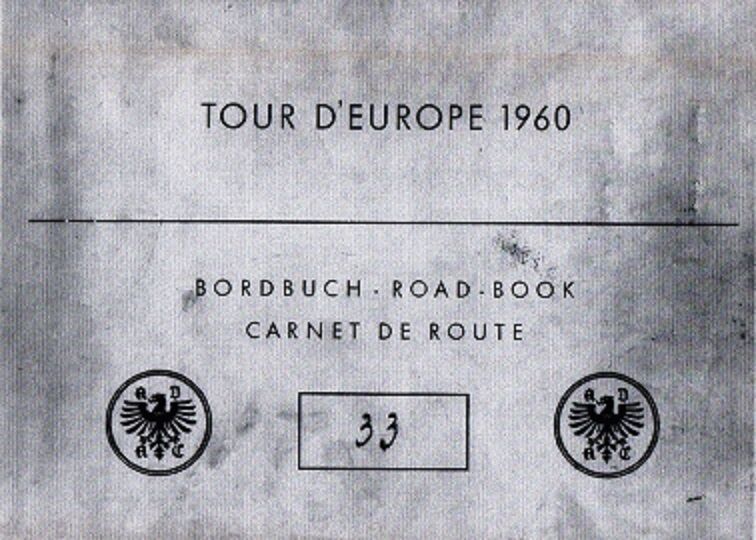 TOUR D'EUROPE 1960
BORDBUCH - ROAD-BOOK
CARNET DE ROUTE
A D
A C
33
A D
A C